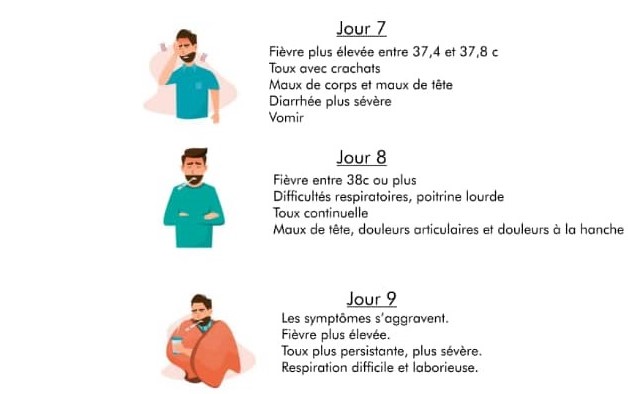 Jour 7
Fièvre plus élevée entre 37,4 et 37,8 c
Toux avec crachats
Maux de corps et maux de tête
Diarrhée plus sévère
Vomir
Jour 8
Fièvre entre 38c ou plus
Difficultés respiratoires, poitrine lourde
Toux continuelle
Maux de tête, douleurs articulaires et douleurs à la hanche
Jour 9
Les symptômes s'aggravent.
Fièvre plus élevée.
Toux plus persistante, plus sévère.
Respiration difficile et laborieuse.